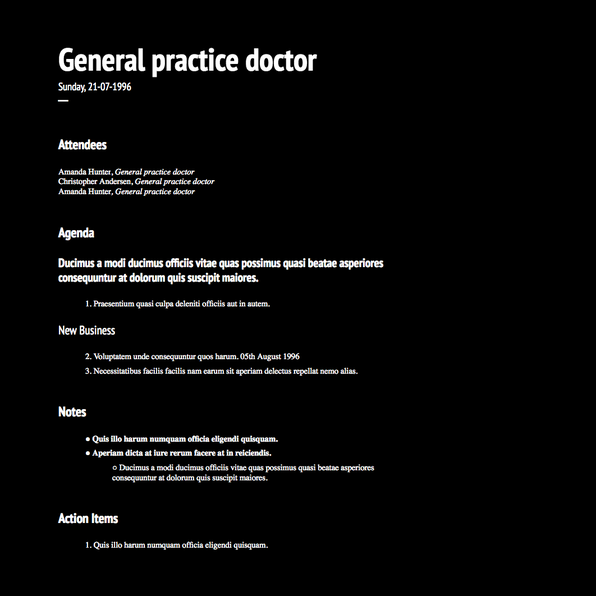 General practice doctor
Sunday, 21-07-1996
Attendees
Amanda Hunter, General practice doctor
Christopher Andersen, General practice doctor
Amanda Hunter, General practice doctor
Agenda
Ducimus a modi ducimus officiis vitae quas possimus quasi beatae asperiores
consequuntur at dolorum quis suscipit maiores.
1. Praesentium quasi culpa deleniti officiis aut in autem.
New Business
2. Voluptatem unde consequuntur quos harum. 05th August 1996
3. Necessitatibus facilis facilis nam earum sit aperiam delectus repellat nemo alias.
Notes
● Quis illo harum numquam officia eligendi quisquam.
● Aperiam dicta at iure rerum facere at in reiciendis.
○ Ducimus a modi ducimus officiis vitae quas possimus quasi beatae asperiores
consequuntur at dolorum quis suscipit maiores.
Action Items
1. Quis illo harum numquam officia eligendi quisquam.